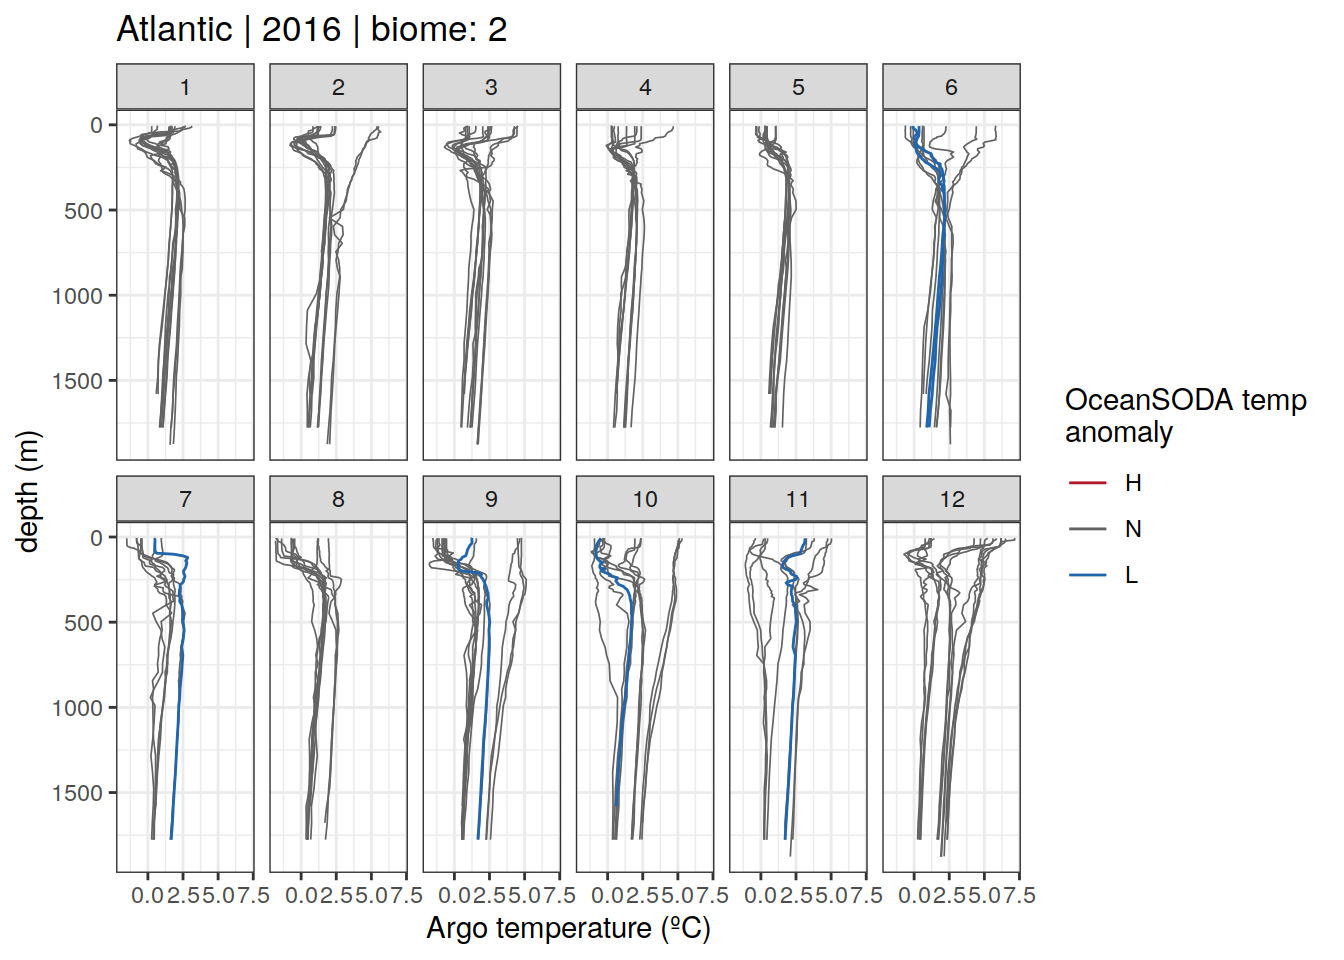 Atlantic | 2016 | biome: 2
1 2 3 4 5 6
0
500
1000
1500
7 8 9 10 11 12
0
500
1000
1500
0.02.55.07.5 0.02.55.07.5 0.02.55.07.5 0.02.55.07.5 0.02.55.07.5 0.02.55.07.5
Argo temperature (ºC)
depth (m)
OceanSODA temp
anomaly
H
N
L